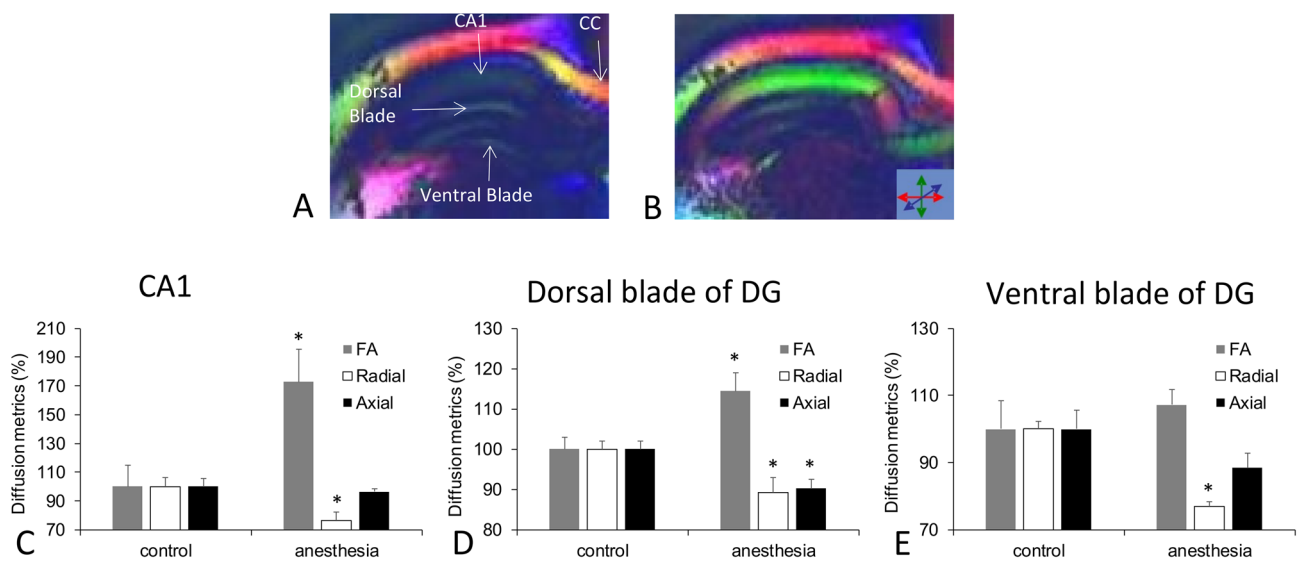 CA1
CC
Dorsal
Blade
Ventral Blade
A
B
CA1
Diffusion metrics (%)
210
190
170
150
130
110
90
70
*
*
FA
Radial
Axial
control
anesthesia
C
Dorsal blade of DG
Diffusion metrics (%)
130
120
110
100
90
80
*
*
*
FA
Radial
Axial
control
anesthesia
D
Ventral blade of DG
Diffusion metrics (%)
130
110
90
70
*
FA
Radial
Axial
control
anesthesia
E